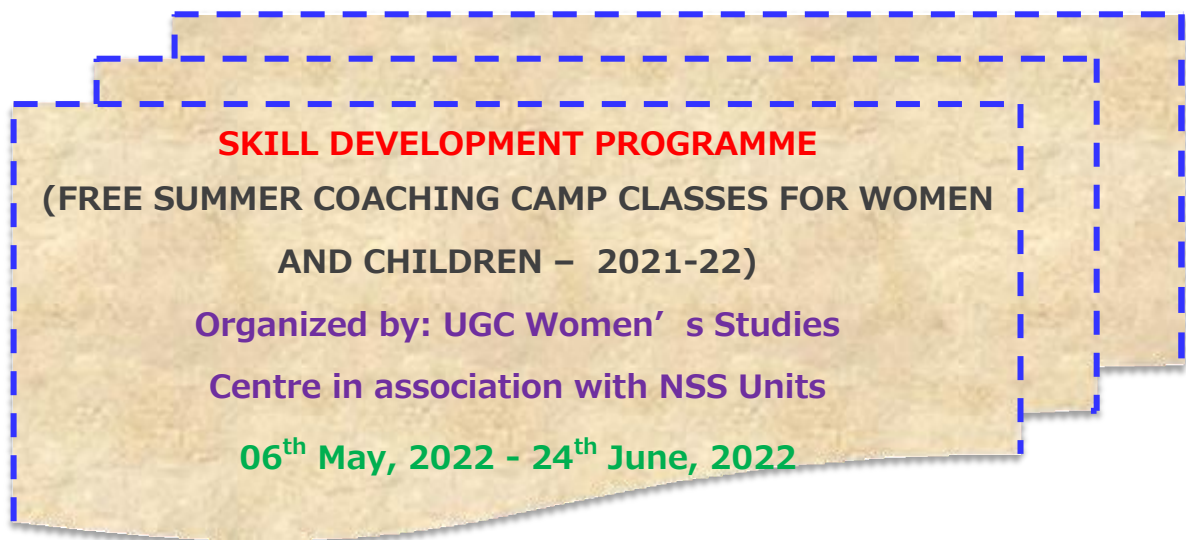 SKILL DEVELOPMENT PROGRAMME
(FREE SUMMER COACHING CAMP CLASSES FOR WOMEN
AND CHILDREN – 2021-22)
Organized by: UGC Women’ s Studies
Centre in association with NSS Units
06th May, 2022 - 24th June, 2022